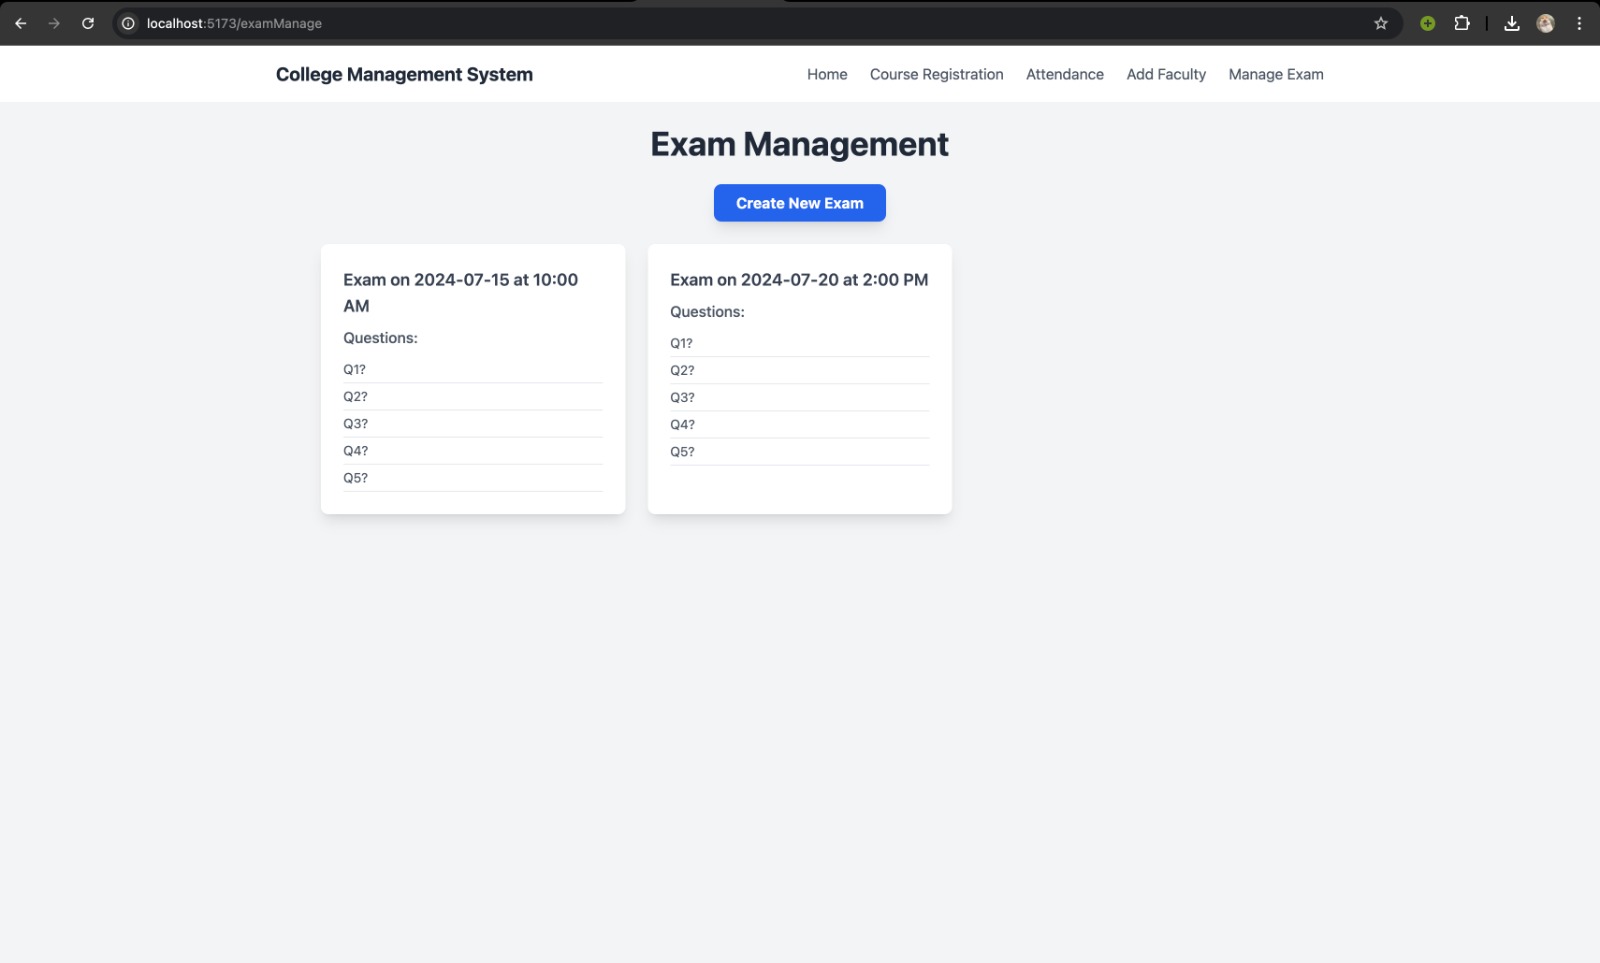 localhost:5173/examManage
College Management System
Home Course Registration Attendance Add Faculty Manage Exam
Exam Management
Create New Exam
Exam on 2024-07-15 at 10:00
AM
Questions:
Q1?
Q2?
Q3?
Q4?
Q5?
Exam on 2024-07-20 at 2:00 PM
Questions:
Q1?
Q2?
Q3?
Q4?
Q5?